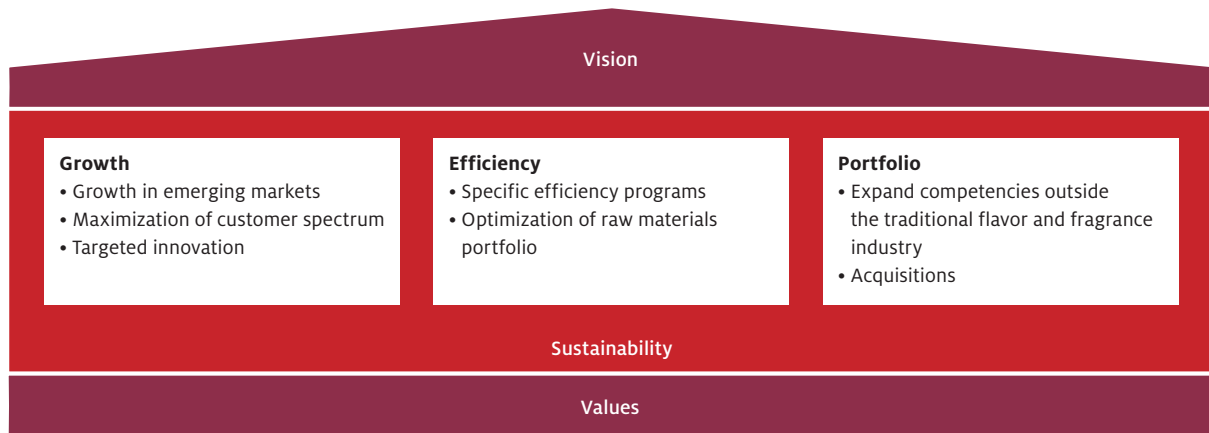 Vision
Growth
• Growth in emerging markets
• Maximization of customer spectrum
• Targeted innovation
Efficiency
• Specific efficiency programs
• Optimization of raw materials
portfolio
Portfolio
• Expand competencies outside
the traditional flavor and fragrance
industry
• Acquisitions
Sustainability
Values